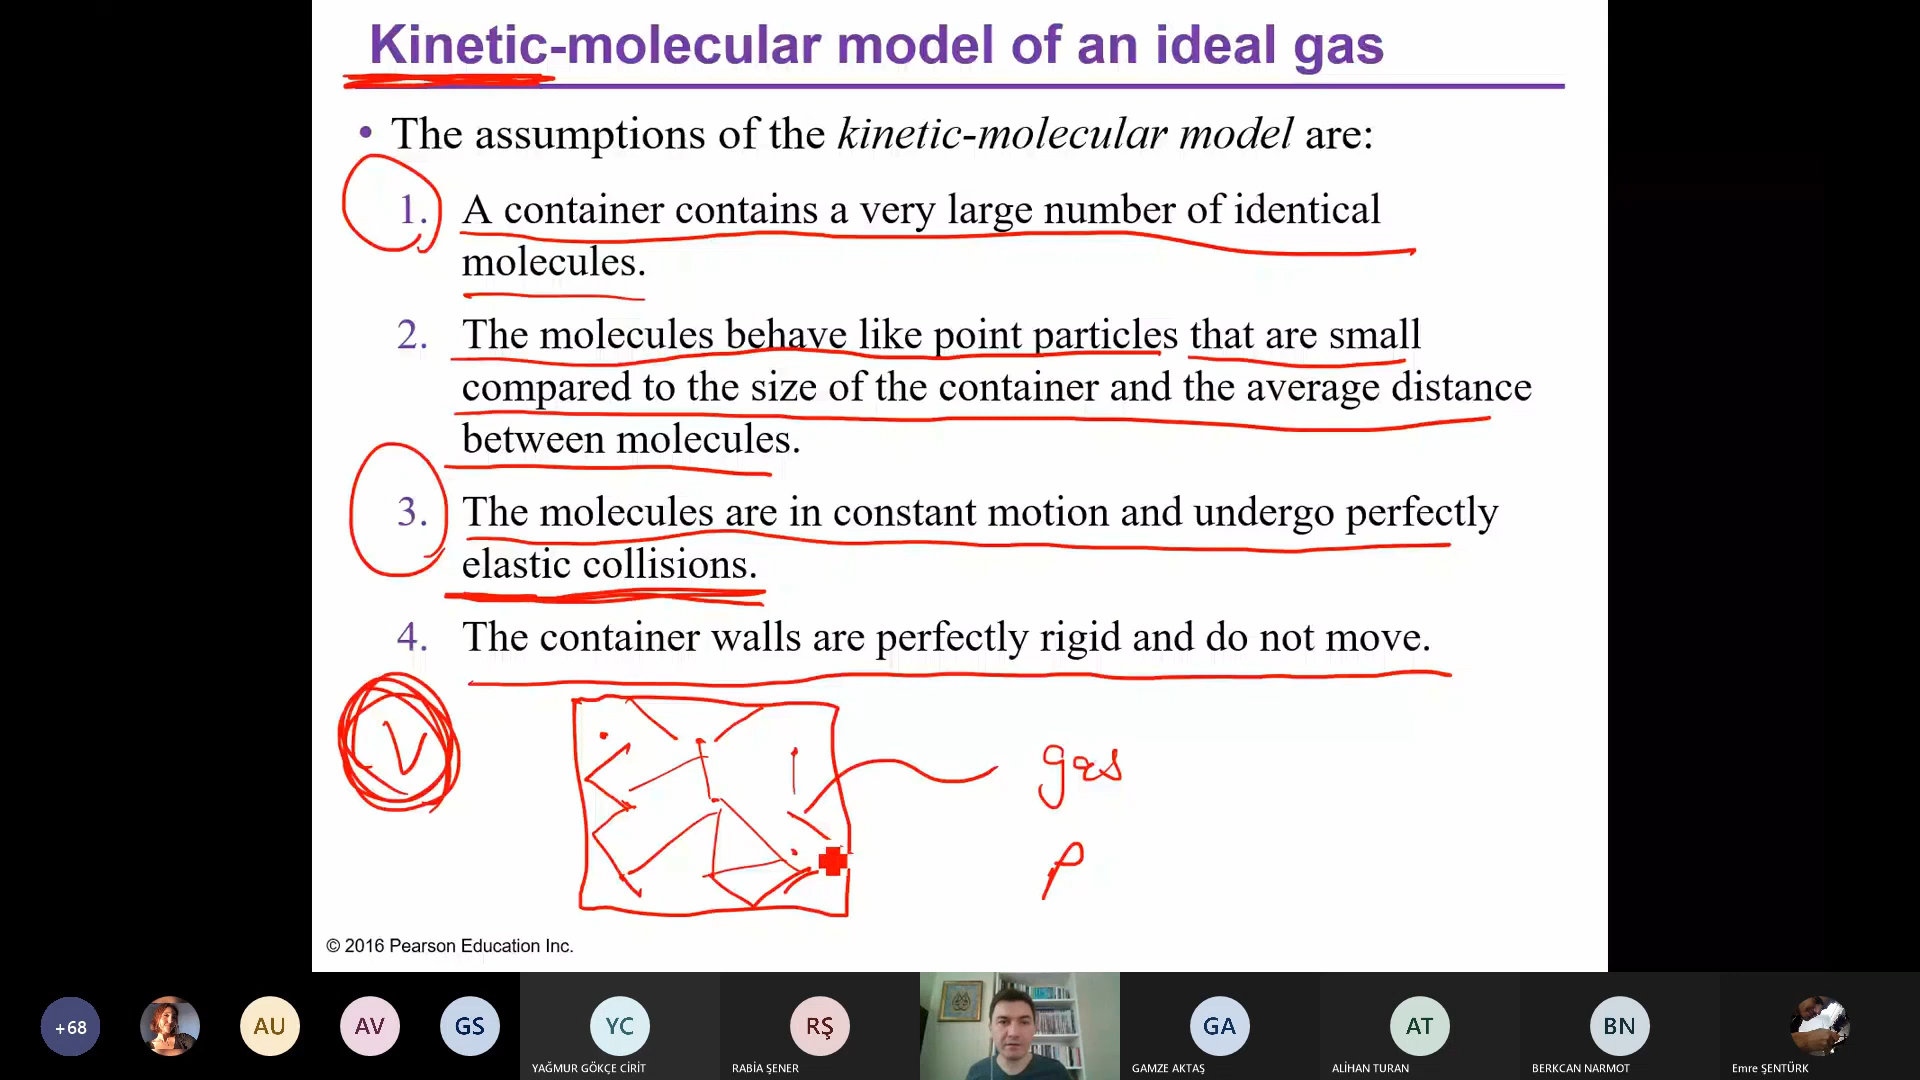 Kinetic-molecular model of an ideal gas
• The assumptions of the kinetic-molecular model are:
1. A container contains a very large number of identical
molecules.
2. The molecules behave like point particles that are small
compared to the size of the container and the average distance
between molecules.
3. The molecules are in constant motion and undergo perfectly
elastic collisions.
4. The container walls are perfectly rigid and do not move.
V
gas
P
© 2016 Pearson Education Inc.
+68
AU
AV
GS
YC
RŞ
GA
AT
BN
YAĞMUR GÖKÇE CİRİT
RABİA ŞENER
GAMZE AKTAŞ
ALİHAN TURAN
BERKCAN NARMOT
Emre ŞENTÜRK